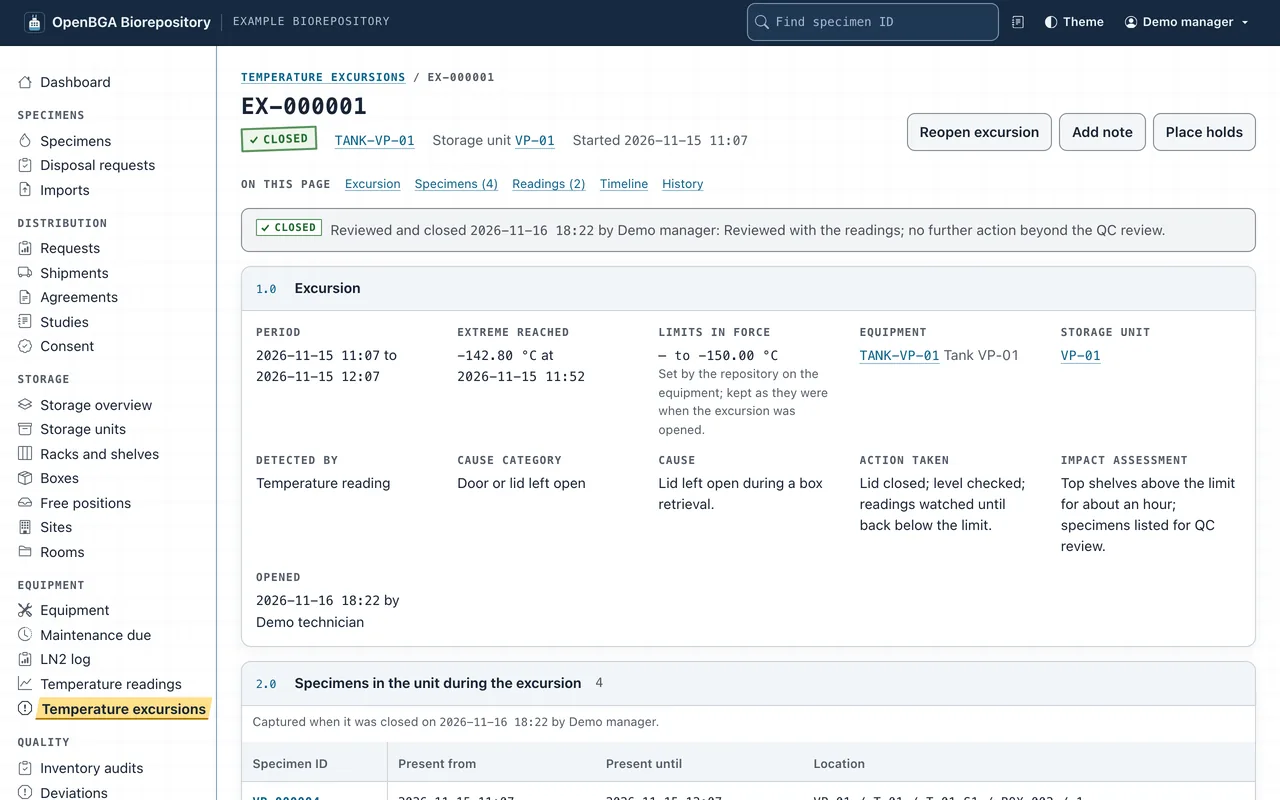 OpenBGA Biorepository
EXAMPLE BIOREPOSITORY
Find specimen ID
Theme
Demo manager
Dashboard
SPECIMENS
Specimens
Disposal requests
Imports
DISTRIBUTION
Requests
Shipments
Agreements
Studies
Consent
STORAGE
Storage overview
Storage units
Racks and shelves
Boxes
Free positions
Sites
Rooms
EQUIPMENT
Equipment
Maintenance due
LN2 log
Temperature readings
Temperature excursions
QUALITY
Inventory audits
Deviations
TEMPERATURE EXCURSIONS / EX-000001
EX-000001
Reopen excursion
Add note
Place holds
✓ CLOSED TANK-VP-01 Storage unit VP-01 Started 2026-11-15 11:07
ON THIS PAGE Excursion Specimens (4) Readings (2) Timeline History
✓ CLOSED Reviewed and closed 2026-11-16 18:22 by Demo manager: Reviewed with the readings; no further action beyond the QC review.
1.0 Excursion
PERIOD
2026-11-15 11:07 to
2026-11-15 12:07
EXTREME REACHED
-142.80 °C at
2026-11-15 11:52
LIMITS IN FORCE
— to -150.00 °C
Set by the repository on the
equipment; kept as they were
when the excursion was
opened.
EQUIPMENT
TANK-VP-01 Tank VP-01
STORAGE UNIT
VP-01
DETECTED BY
Temperature reading
CAUSE CATEGORY
Door or lid left open
CAUSE
Lid left open during a box
retrieval.
ACTION TAKEN
Lid closed; level checked;
readings watched until
back below the limit.
IMPACT ASSESSMENT
Top shelves above the limit
for about an hour;
specimens listed for QC
review.
OPENED
2026-11-16 18:22 by
Demo technician
2.0 Specimens in the unit during the excursion 4
Captured when it was closed on 2026-11-16 18:22 by Demo manager.
Specimen ID Present from Present until Location